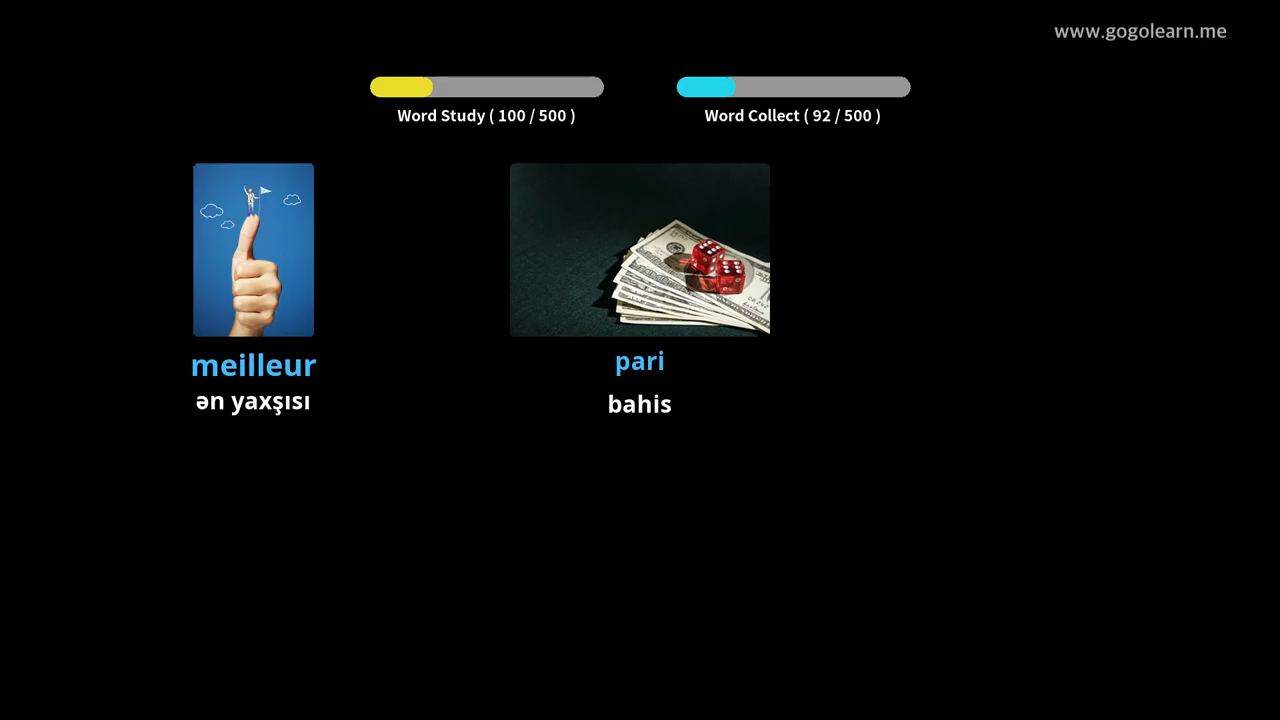 www.gogolearn.me
Word Study ( 100 / 500 )
Word Collect ( 92 / 500 )
meilleur
ən yaxşısı
pari
bahis